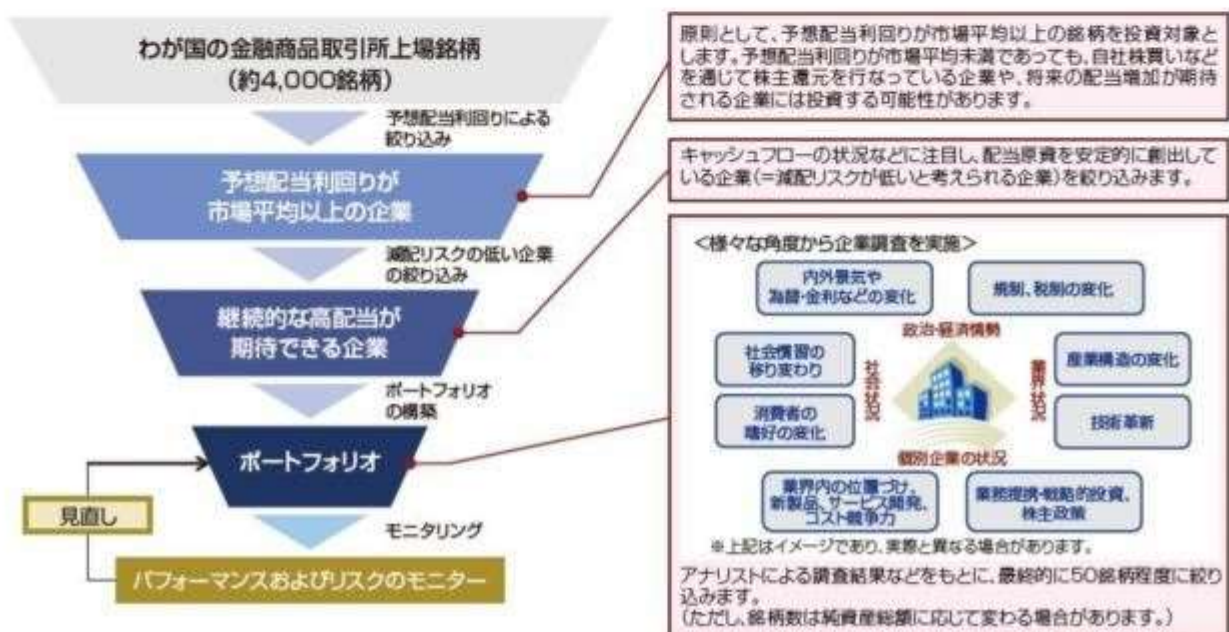 わが国の金融商品取引所上場銘柄
(約4,000銘柄)
予想配当利回りによる
絞り込み
予想配当利回りが
市場平均以上の企業
減配リスクの低い企業
の絞り込み
継続的な高配当が
期待できる企業
ポートフォリオ
の構築
ポートフォリオ
見直し
モニタリング
パフォーマンスおよびリスクのモニター
原則として、予想配当利回りが市場平均以上の銘柄を投資対象と
します。予想配当利回りが市場平均未満であっても、自社株買いなど
を通じて株主還元を行なっている企業や、将来の配当増加が期待
される企業には投資する可能性があります。
キャッシュフローの状況などに注目し、配当原資を安定的に創出して
いる企業(=減配リスクが低いと考えられる企業)を絞り込みます。
<様々な角度から企業調査を実施>
内外景気や
為替・金利などの変化
規制、税制の変化
政治・経済情勢
社会慣習の
移り変わり
社会状況
業界状況
産業構造の変化
消費者の
嗜好の変化
技術革新
個別企業の状況
業界内の位置づけ、
新製品、サービス開発、
コスト競争力
業務提携・戦略的投資、
株主政策
※上記はイメージであり、実際と異なる場合があります。
アナリストによる調査結果などをもとに、最終的に50銘柄程度に絞り
込みます。
(ただし、銘柄数は純資産総額に応じて変わる場合があります。)